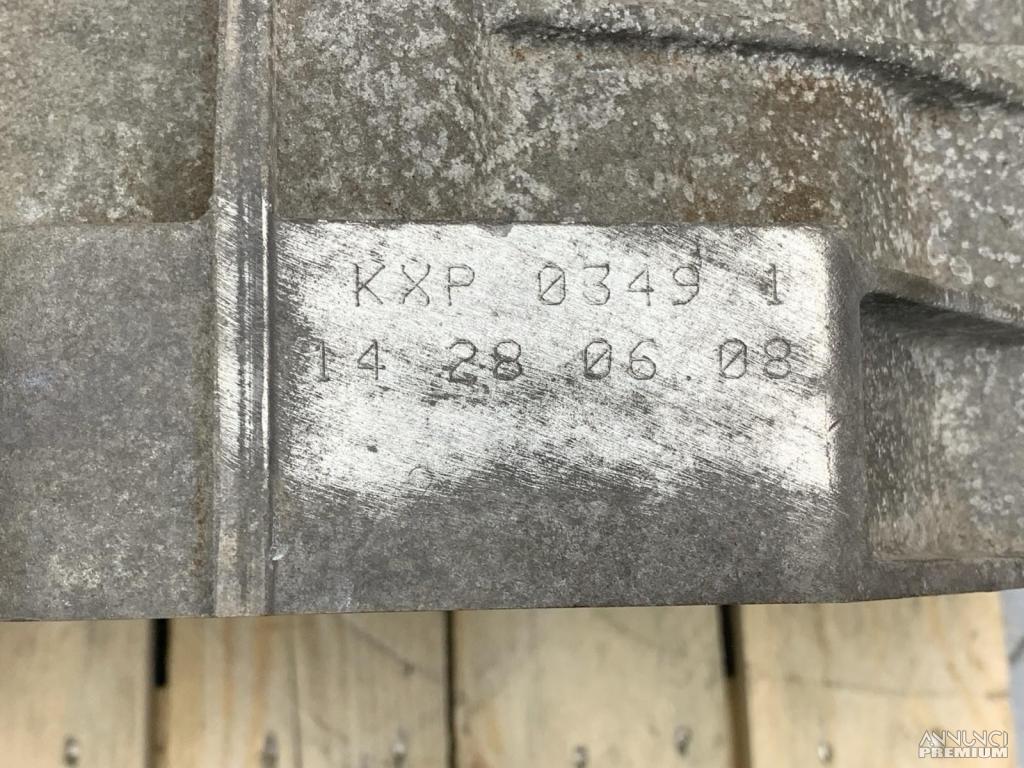 KXP 0349 1
14 28 06.08
ANNUNCI
PREMIUM